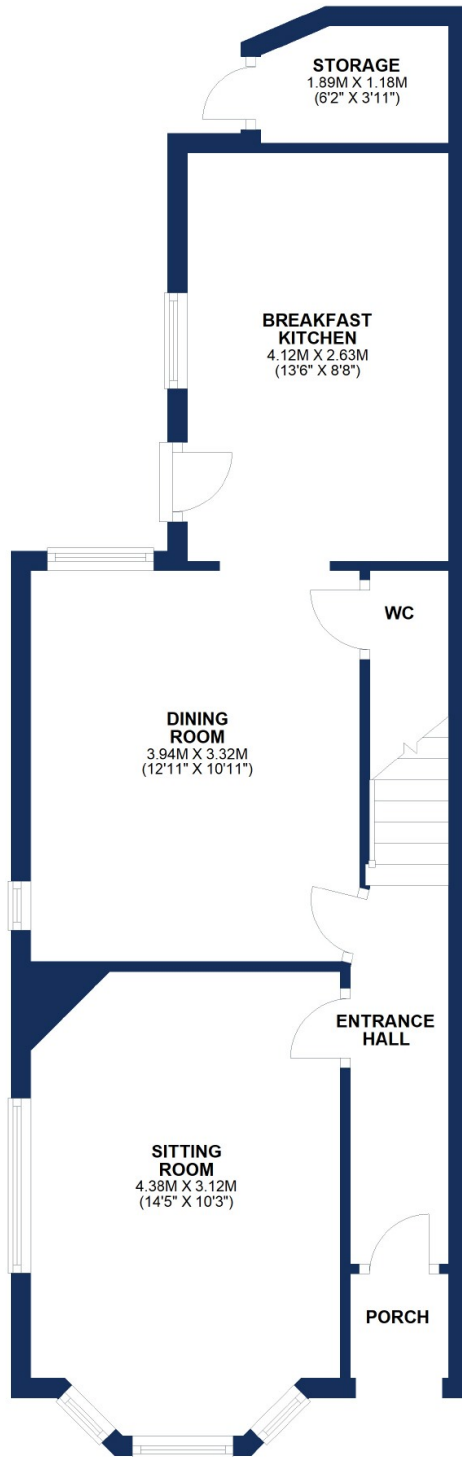 STORAGE
1.89M X 1.18M
(6'2" X 3'11")
BREAKFAST
KITCHEN
4.12M X 2.63M
(13'6" X 8'8")
WC
DINING
ROOM
3.94M X 3.32M
(12'11" X 10'11")
ENTRANCE
HALL
SITTING
ROOM
4.38M X 3.12M
(14'5" X 10'3")
PORCH